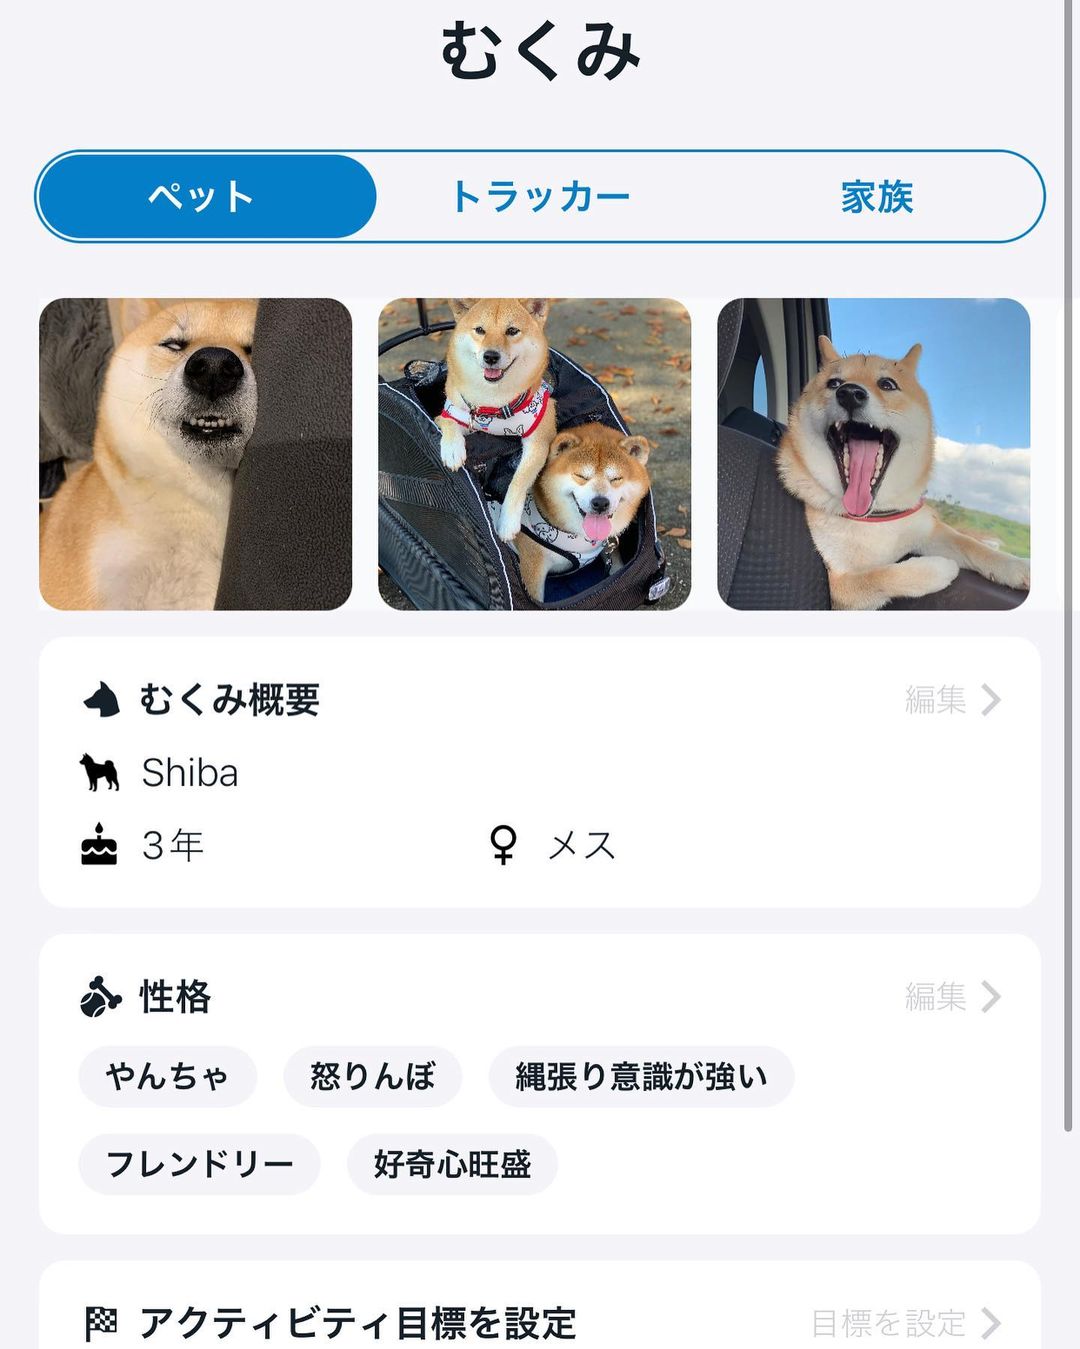 むくみ
ペット トラッカー 家族
むくみ概要 編集
Shiba
3年 メス
性格 編集
やんちゃ 怒りんぼ 縄張り意識が強い
フレンドリー 好奇心旺盛
アクティビティ目標を設定 目標を設定